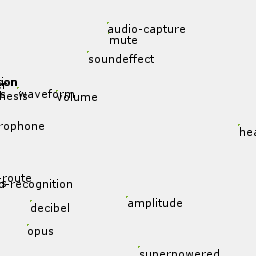 audio-capture
mute
soundeffect
ion
hesis
waveform
volume
rophone
hea
-route
-recognition
decibel
amplitude
opus
superpowered